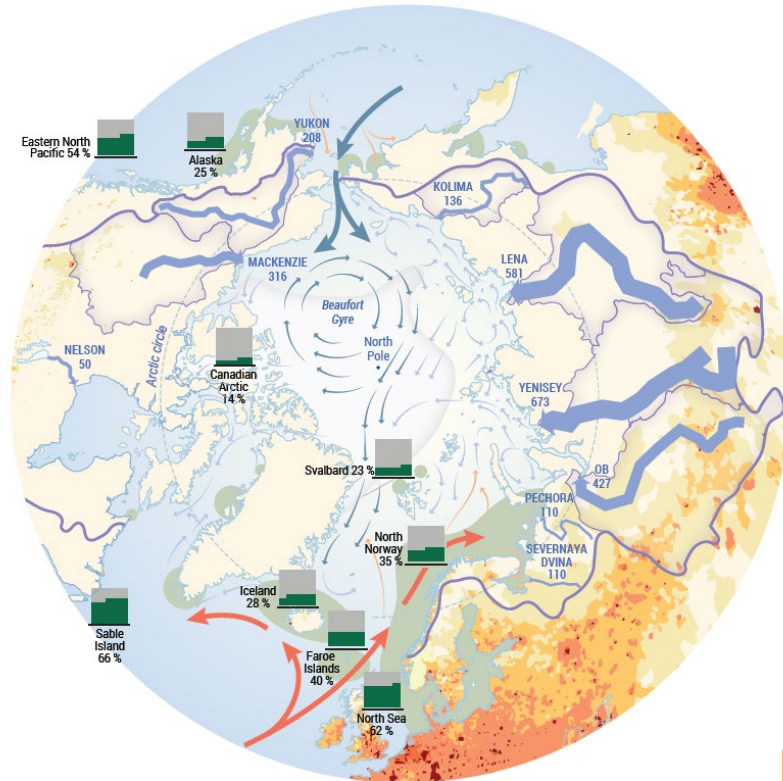 YUKON
208
Eastern North
Pacific 54 %
Alaska
25 %
KOLIMA
136
MACKENZIE
316
LENA
581
Beaufort
Gyre
North
Pole
Arctic circle
NELSON
50
Canadian
Arctic
14 %
YENISEY
673
Svalbard 23 %
OB
427
PECHORA
110
North
Norway
35 %
SEVERNAYA
DVINA
110
Iceland
28 %
Sable
Island
66 %
Faroe
Islands
40 %
North Sea
62 %